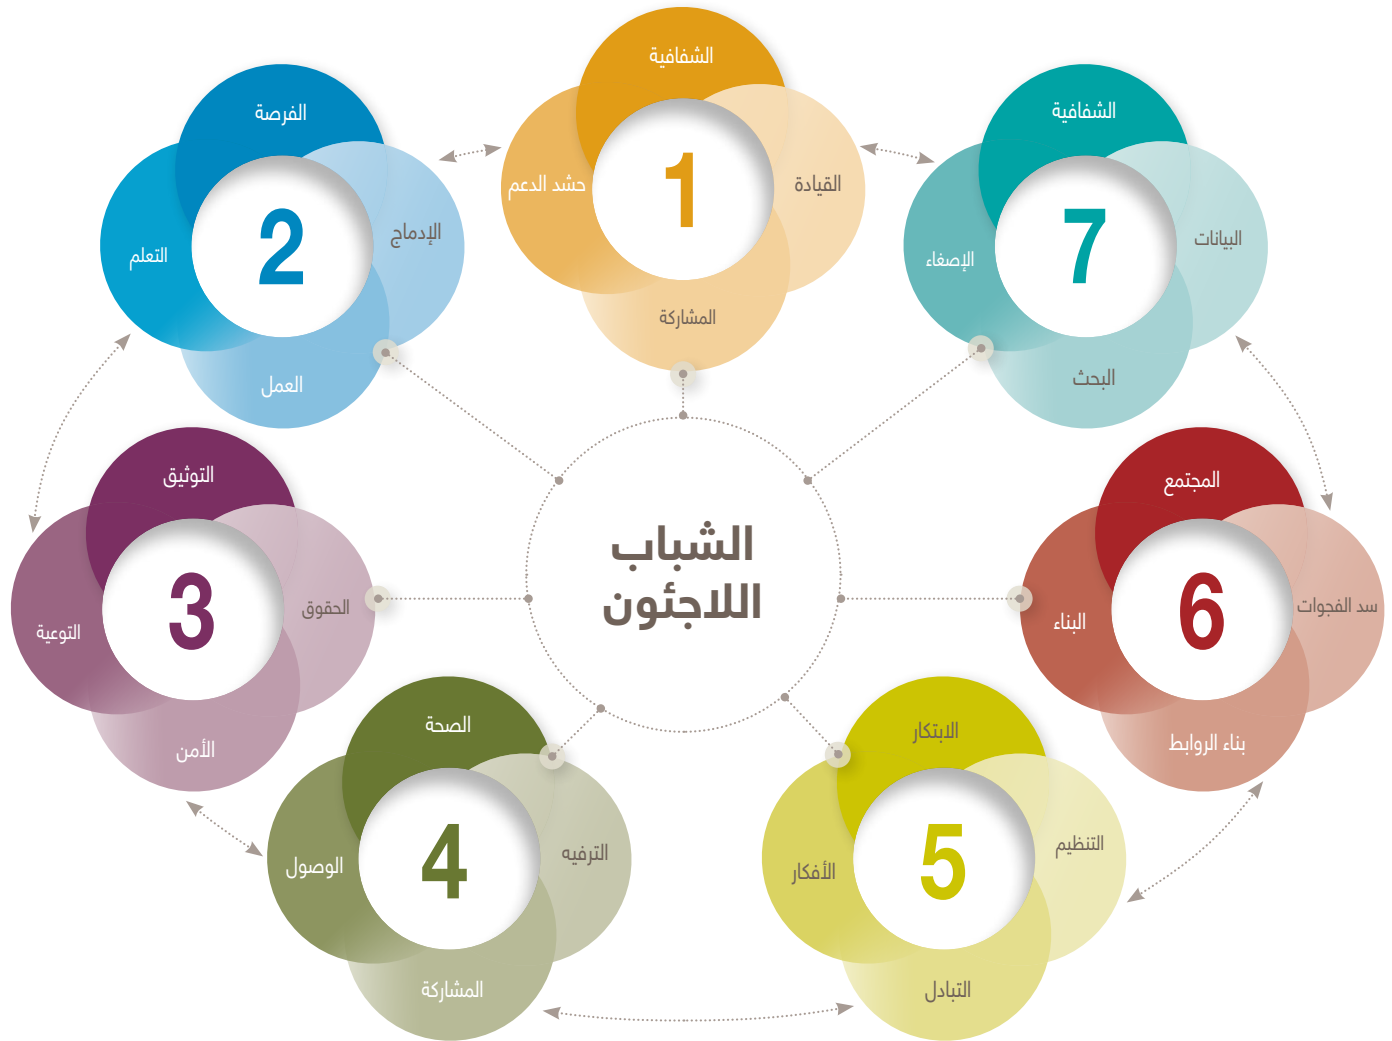 الشباب
اللاجئون
1
الشفافية
القيادة
المشاركة
حشد الدعم
2
الفرصة
الإدماج
العمل
التعلم
3
التوثيق
الحقوق
الأمن
التوعية
4
الصحة
الترفيه
المشاركة
الوصول
5
الابتكار
التنظيم
التبادل
الأفكار
6
المجتمع
سد الفجوات
بناء الروابط
البناء
7
الشفافية
البيانات
البحث
الإصغاء